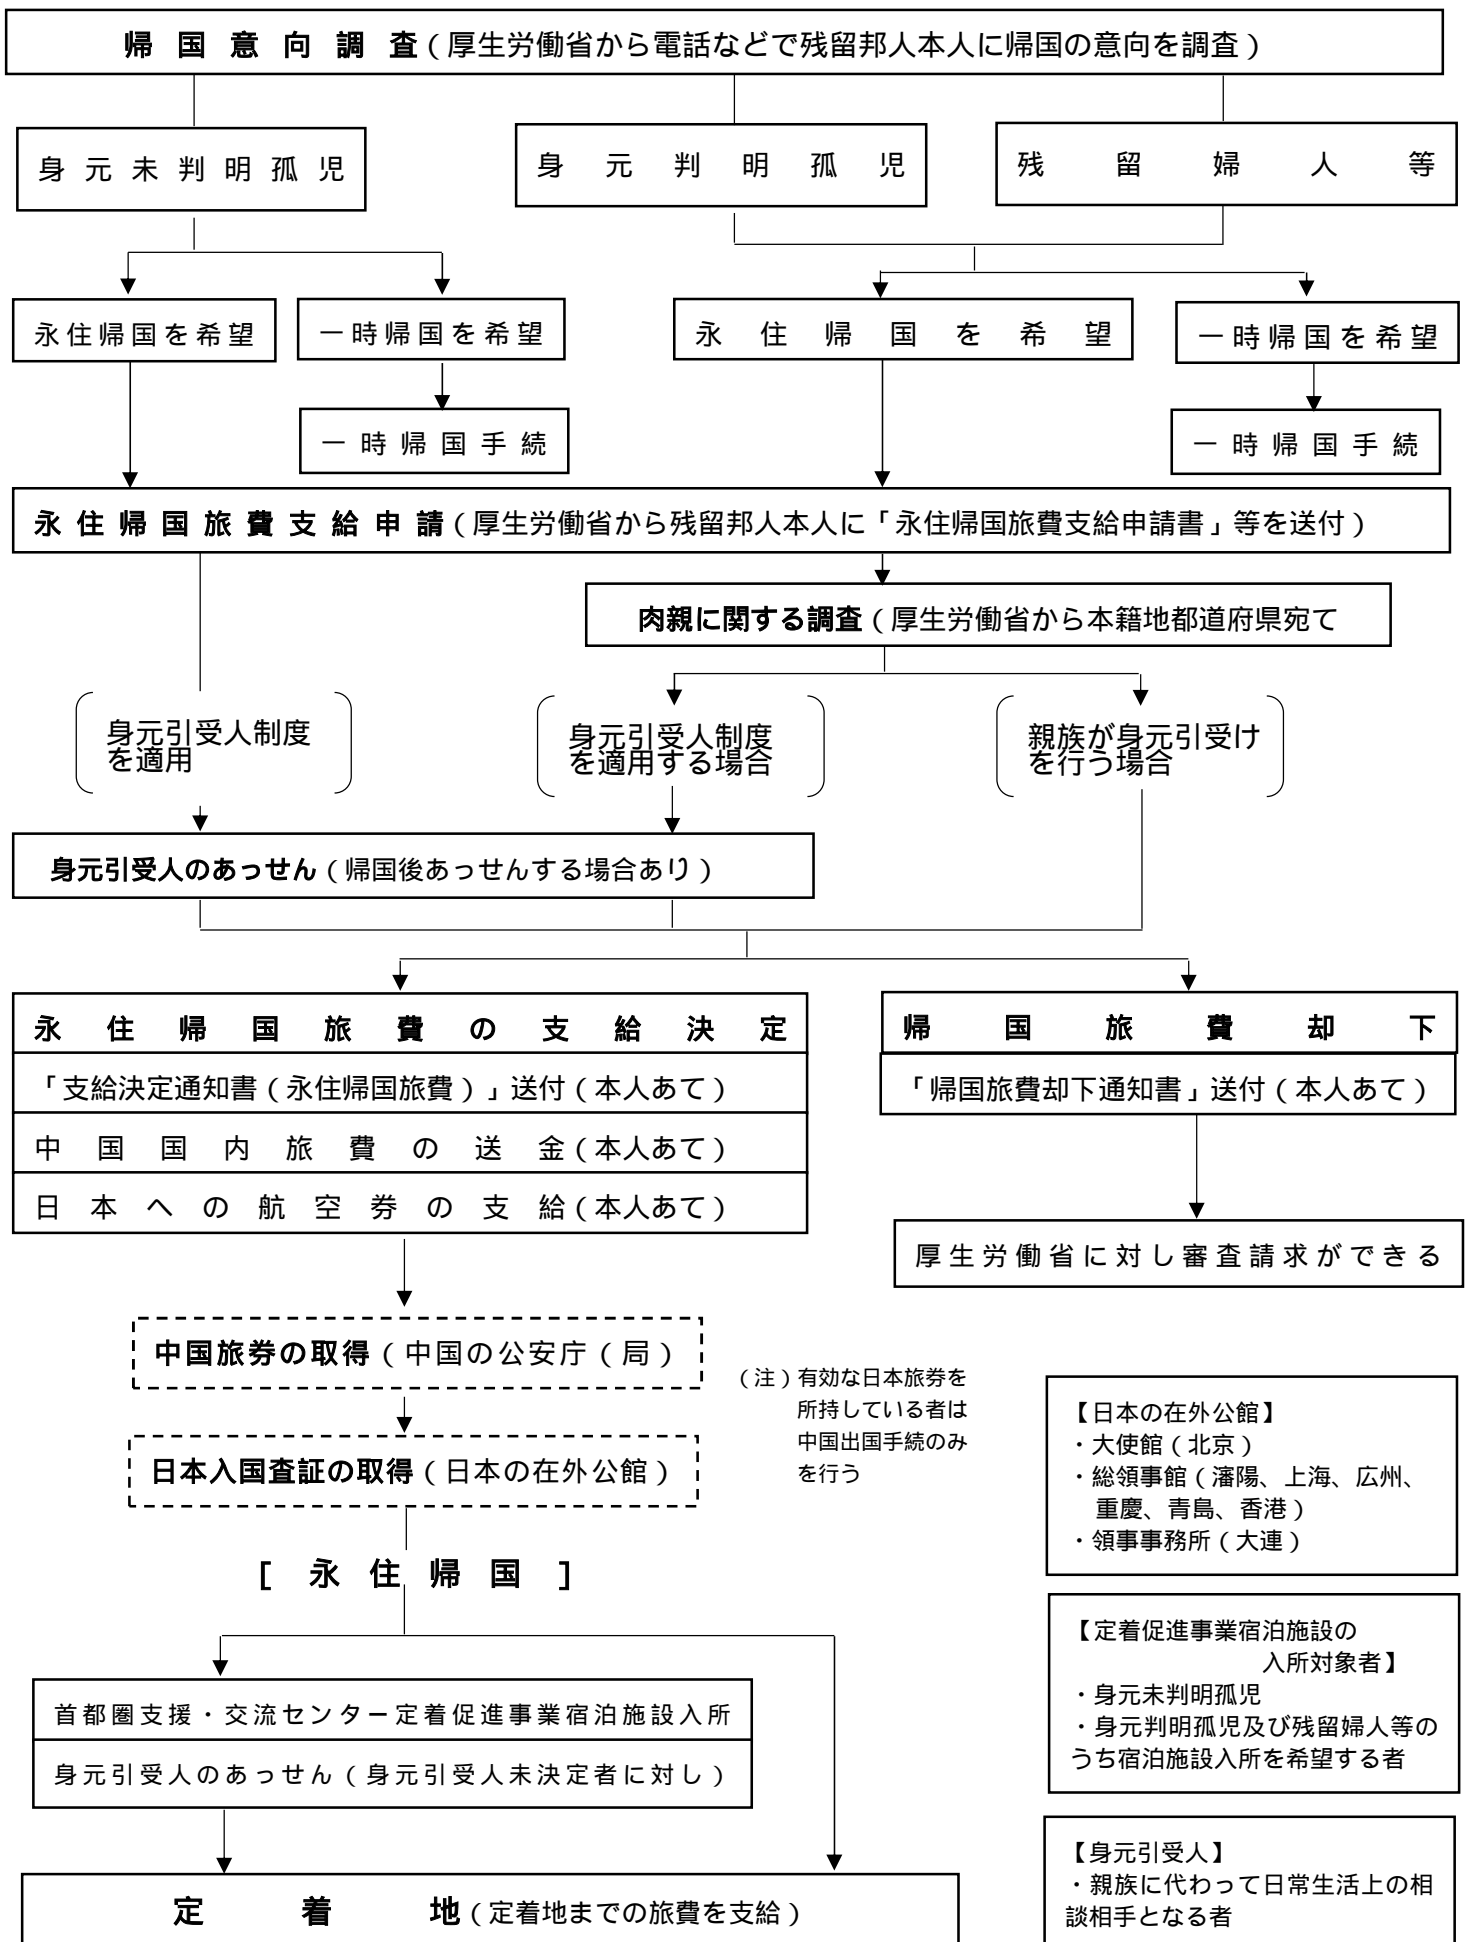 帰国意向調査(厚生労働省から電話などで残留邦人本人に帰国の意向を調査)
身元未判明孤児
身元判明孤児
残留婦人等
永住帰国を希望
一時帰国を希望
永住帰国を希望
一時帰国を希望
一時帰国手続
一時帰国手続
永住帰国旅費支給申請(厚生労働省から残留邦人本人に「永住帰国旅費支給申請書」等を送付)
肉親に関する調査(厚生労働省から本籍地都道府県宛て
身元引受人制度
を適用
身元引受人制度
を適用する場合
親族が身元引受け
を行う場合
身元引受人のあっせん(帰国後あっせんする場合あり)
永住帰国旅費の支給決定
「支給決定通知書(永住帰国旅費)」送付(本人あて)
中国国内旅費の送金(本人あて)
日本への航空券の支給(本人あて)
帰国旅費却下
「帰国旅費却下通知書」送付(本人あて)
厚生労働省に対し審査請求ができる
中国旅券の取得(中国の公安庁(局)
日本入国査証の取得(日本の在外公館)
(注)有効な日本旅券を
所持している者は
中国出国手続のみ
を行う
[永住帰国]
首都圏支援・交流センター定着促進事業宿泊施設入所
身元引受人のあっせん(身元引受人未決定者に対し)
定着地(定着地までの旅費を支給)
【日本の在外公館】
・大使館(北京)
・総領事館(瀋陽、上海、広州、
重慶、青島、香港)
・領事事務所(大連)
【定着促進事業宿泊施設の
入所対象者】
・身元未判明孤児
・身元判明孤児及び残留婦人等の
うち宿泊施設入所を希望する者
【身元引受人】
・親族に代わって日常生活上の相
談相手となる者